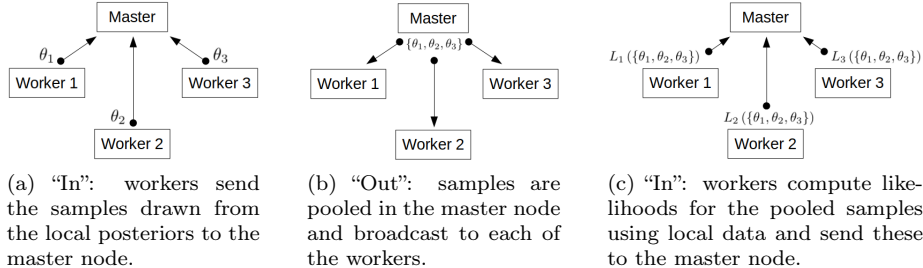 Master
θ₁
θ₃
Worker 1
Worker 3
θ₂
Worker 2
(a) “In”: workers send
the samples drawn from
the local posteriors to the
master node.
Master
{θ₁, θ₂, θ₃}
Worker 1
Worker 3
Worker 2
(b) “Out”: samples are
pooled in the master node
and broadcast to each of
the workers.
Master
L₁ ({θ₁, θ₂, θ₃})
L₃ ({θ₁, θ₂, θ₃})
Worker 1
Worker 3
L₂ ({θ₁, θ₂, θ₃})
Worker 2
(c) “In”: workers compute like-
lihoods for the pooled samples
using local data and send these
to the master node.